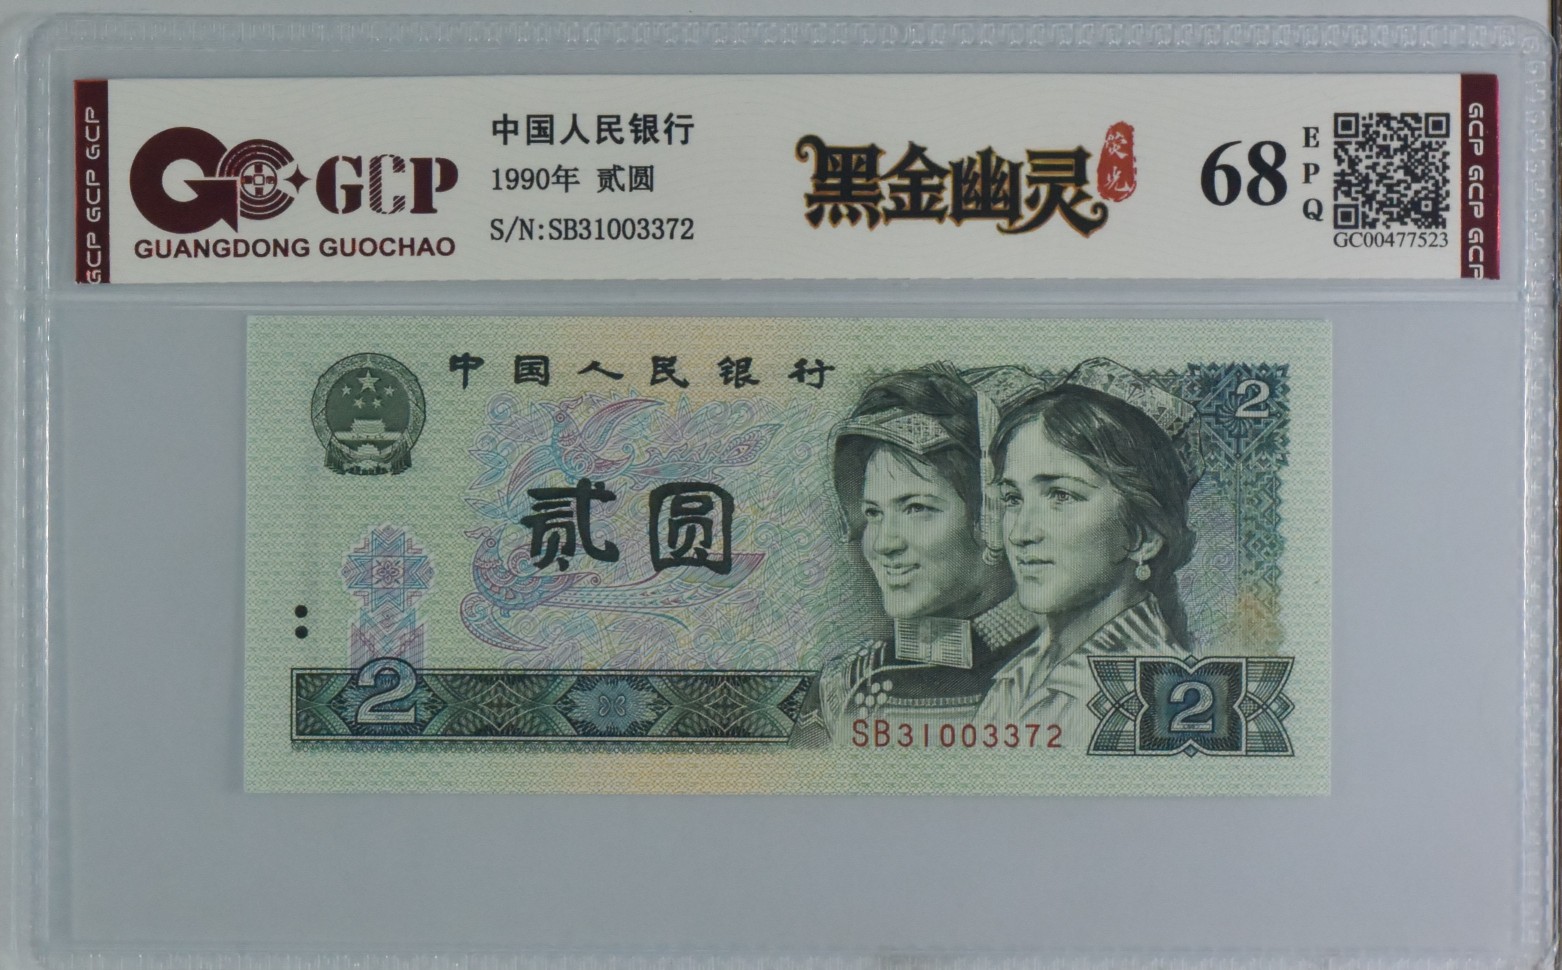 GCP GCP GCP
GCP
GUANGDONG GUOCHAO
中国人民银行
1990年 贰圆
S/N:SB31003372
黑金幽灵
荧光
68
EPQ
GC00477523
GCP GCP GCP
中国人民银行
2
贰圆
2
2
SB31003372